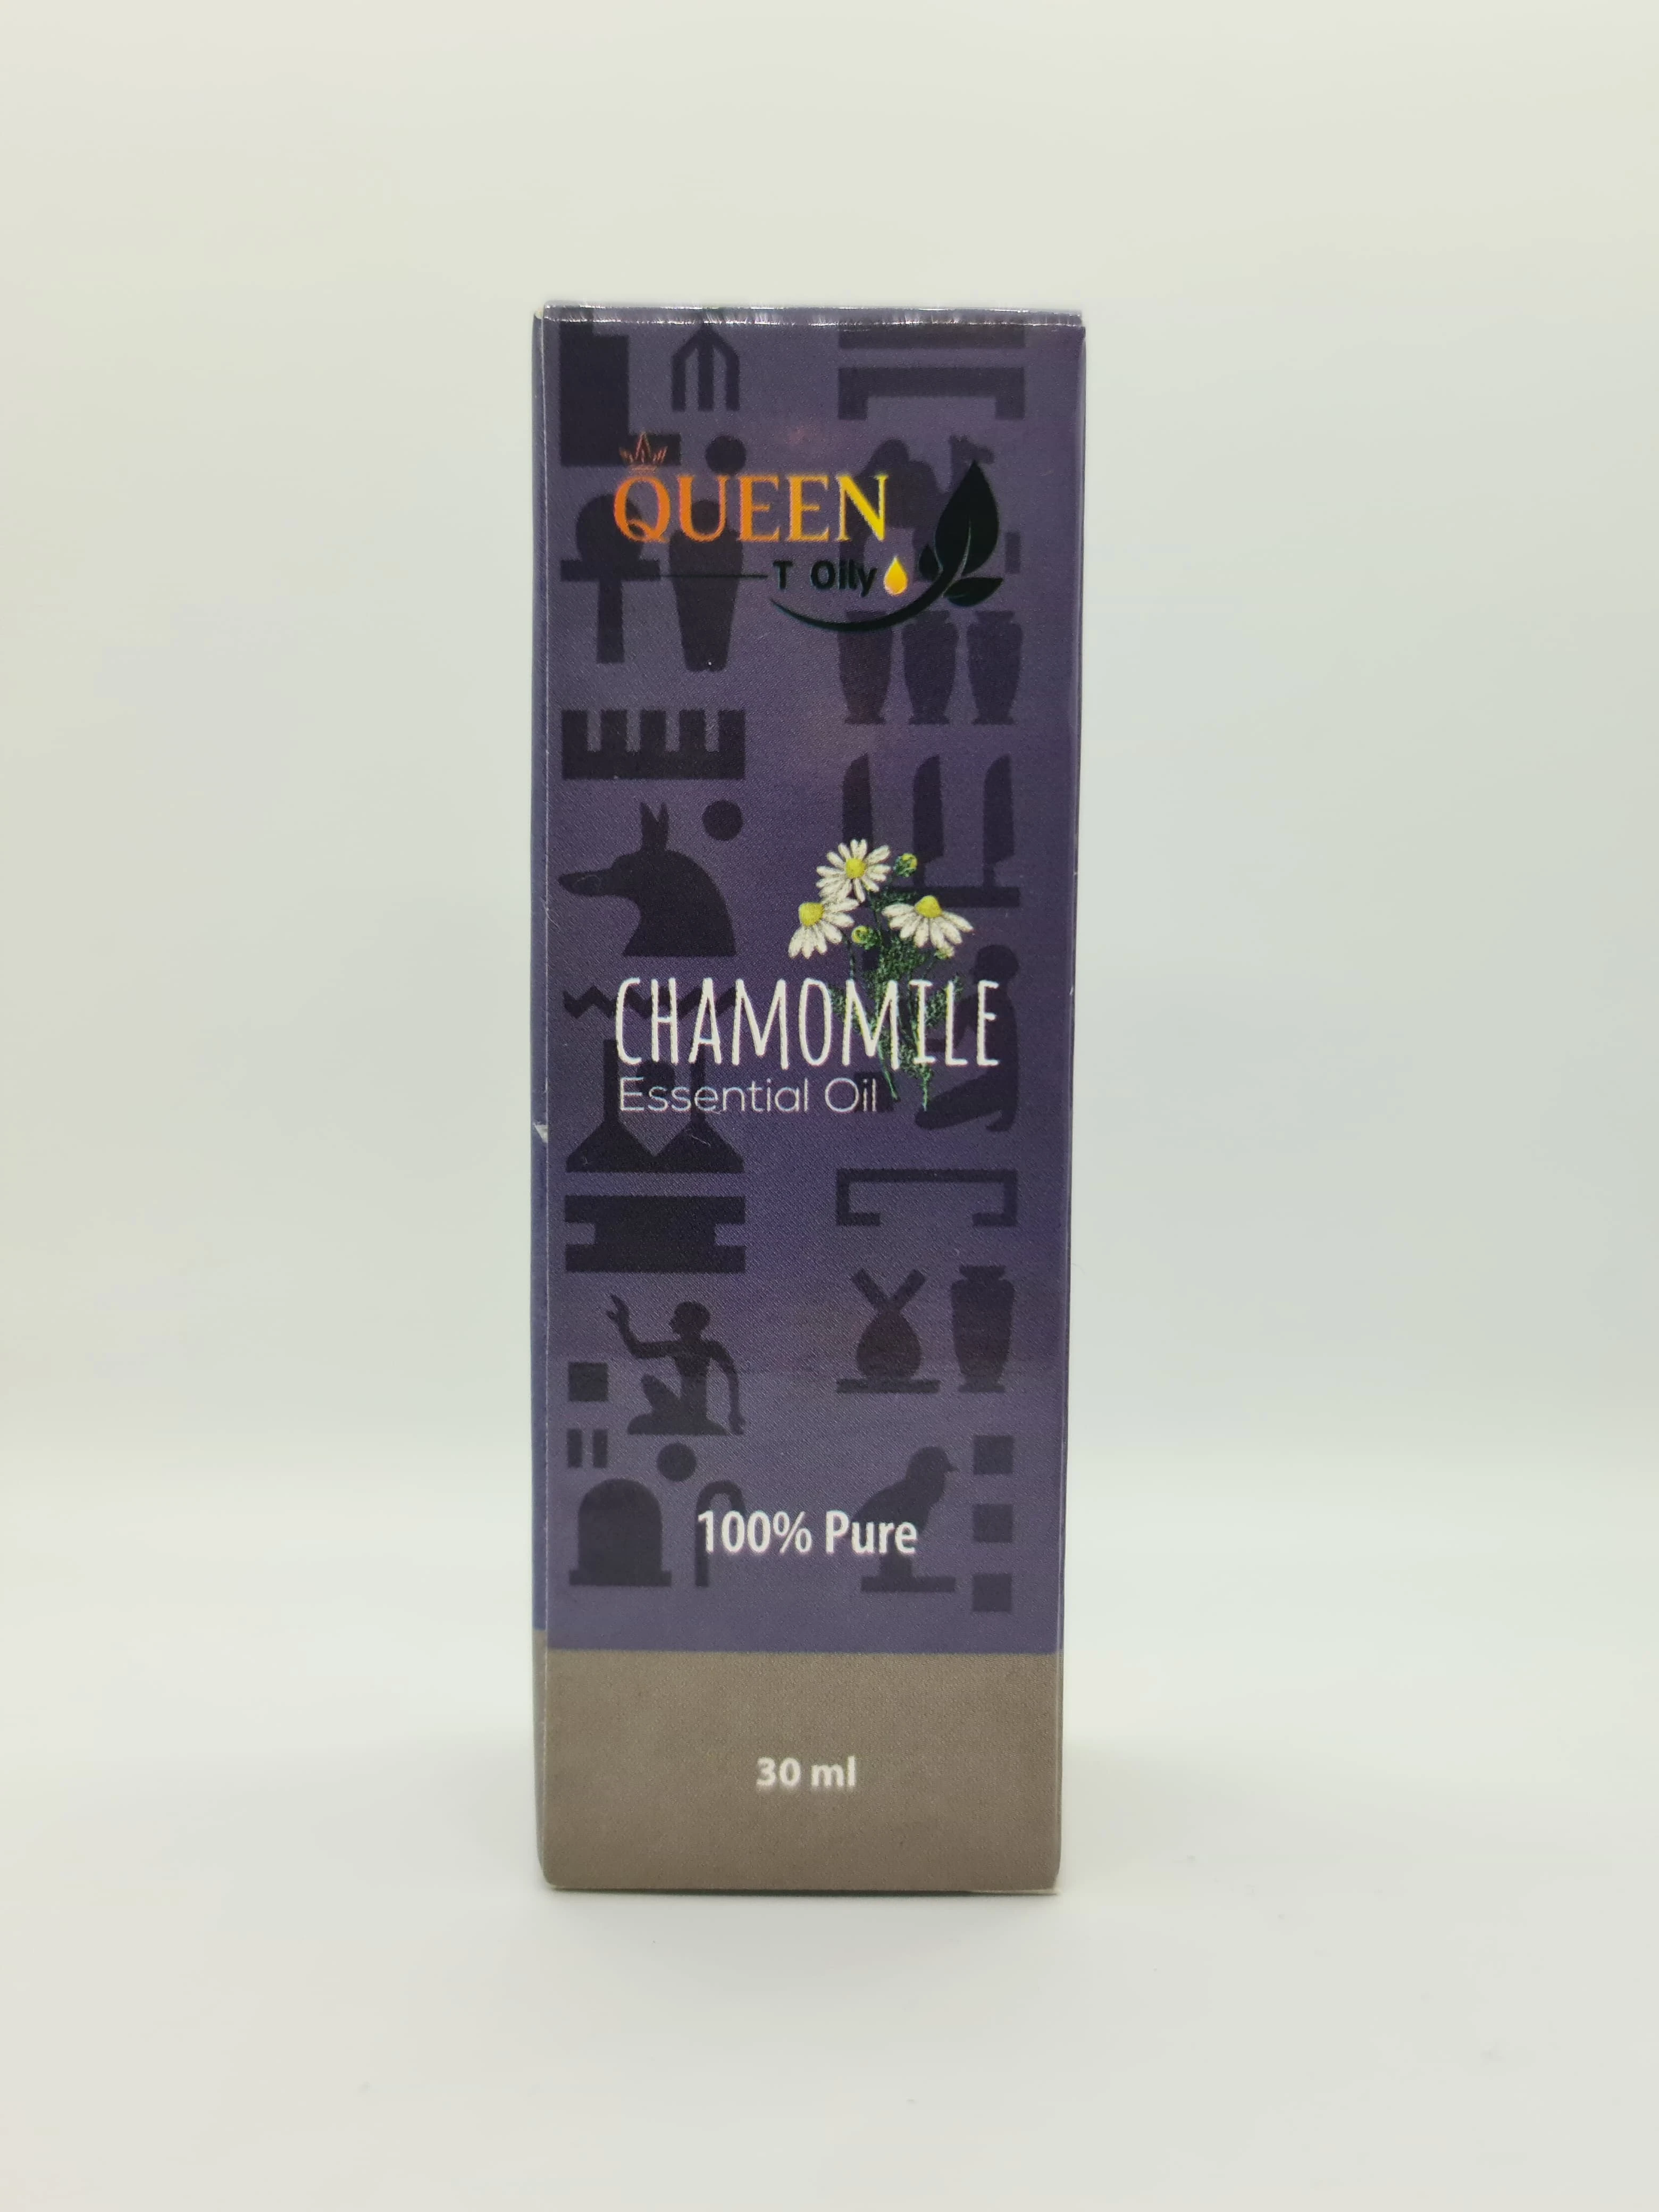 QUEEN
T Oily
CHAMOMILE
Essential Oil
100% Pure
30 ml